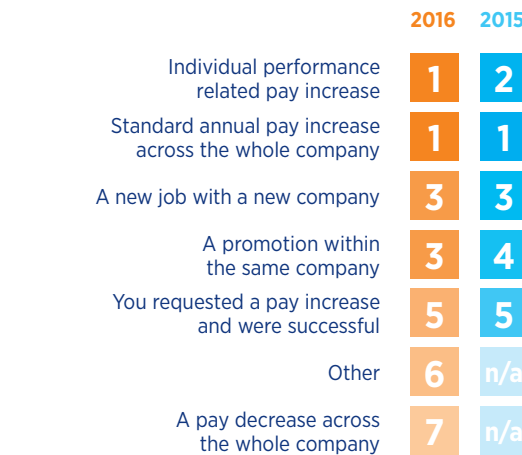 2016 2015
Individual performance
related pay increase
1 2
Standard annual pay increase
across the whole company
1 1
A new job with a new company 3 3
A promotion within
the same company
3 4
You requested a pay increase
and were successful
5 5
Other 6 n/a
A pay decrease across
the whole company
7 n/a